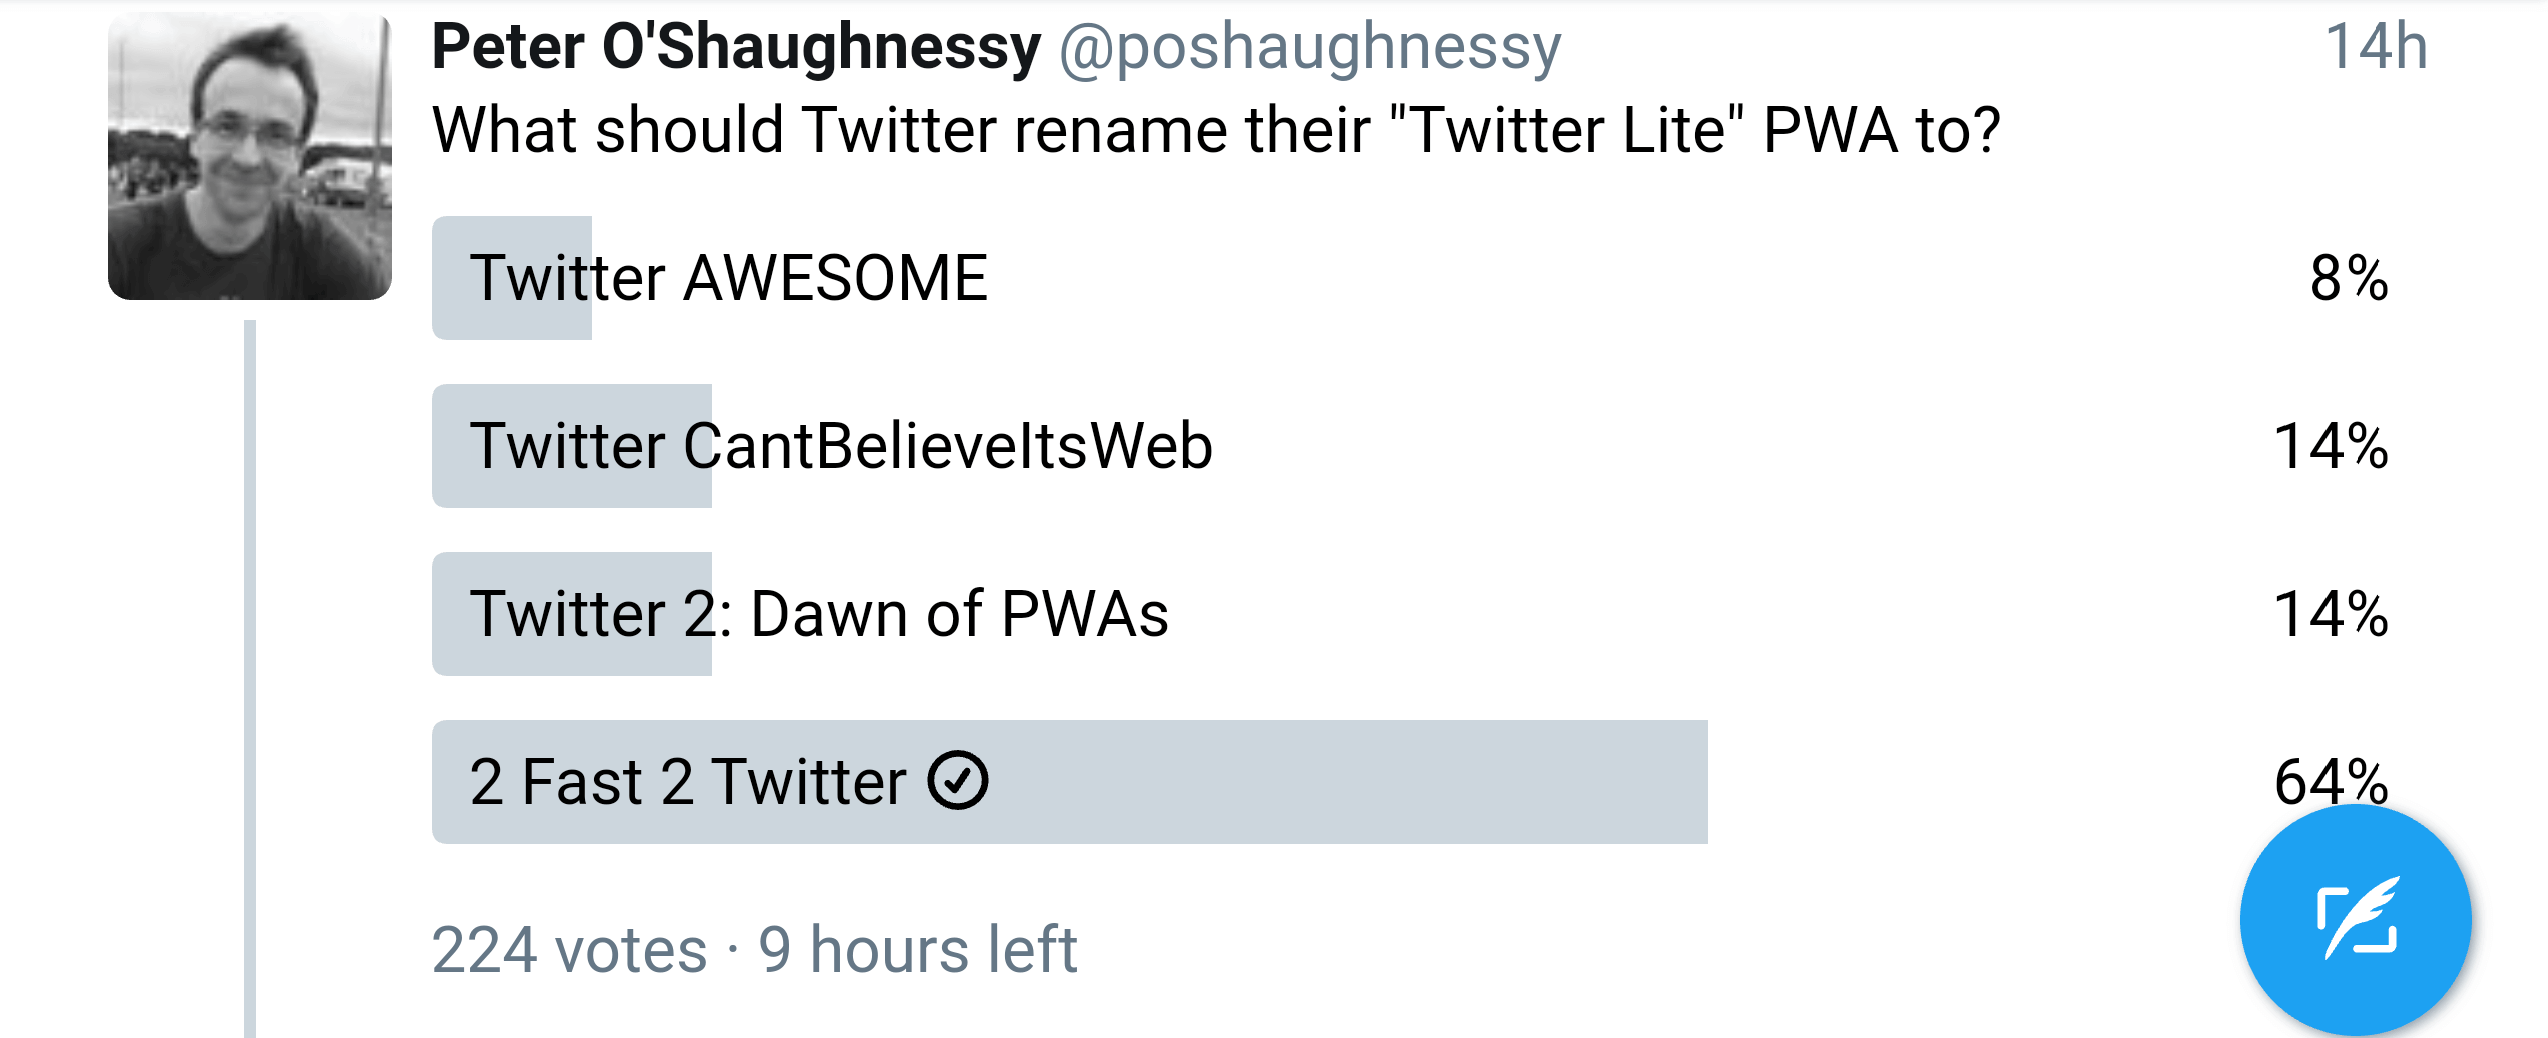 Peter O'Shaughnessy @poshaughnessy 14h
What should Twitter rename their "Twitter Lite" PWA to?
Twitter AWESOME 8%
Twitter CantBelieveItsWeb 14%
Twitter 2: Dawn of PWAs 14%
2 Fast 2 Twitter 64%
224 votes · 9 hours left